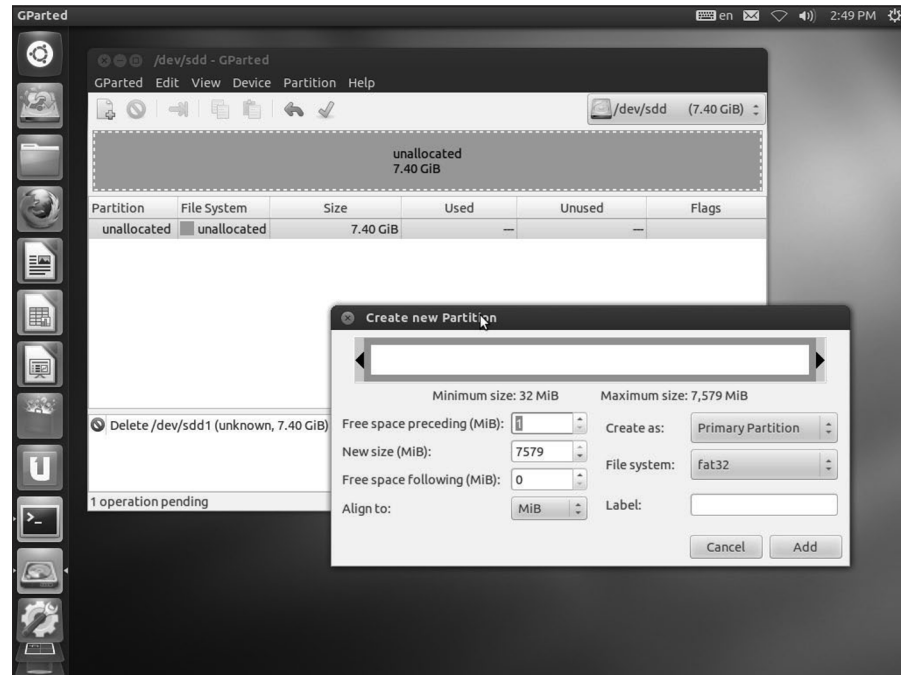 GParted en 2:49 PM
/dev/sdd - GParted
GParted Edit View Device Partition Help
/dev/sdd (7.40 GiB)
unallocated
7.40 GiB
Partition File System Size Used Unused Flags
unallocated unallocated 7.40 GiB — —
Create new Partition
Minimum size: 32 MiB Maximum size: 7,579 MiB
Free space preceding (MiB): 1 Create as: Primary Partition
New size (MiB): 7579
File system: fat32
Free space following (MiB): 0
Align to: MiB Label:
Cancel Add
Delete /dev/sdd1 (unknown, 7.40 GiB)
1 operation pending